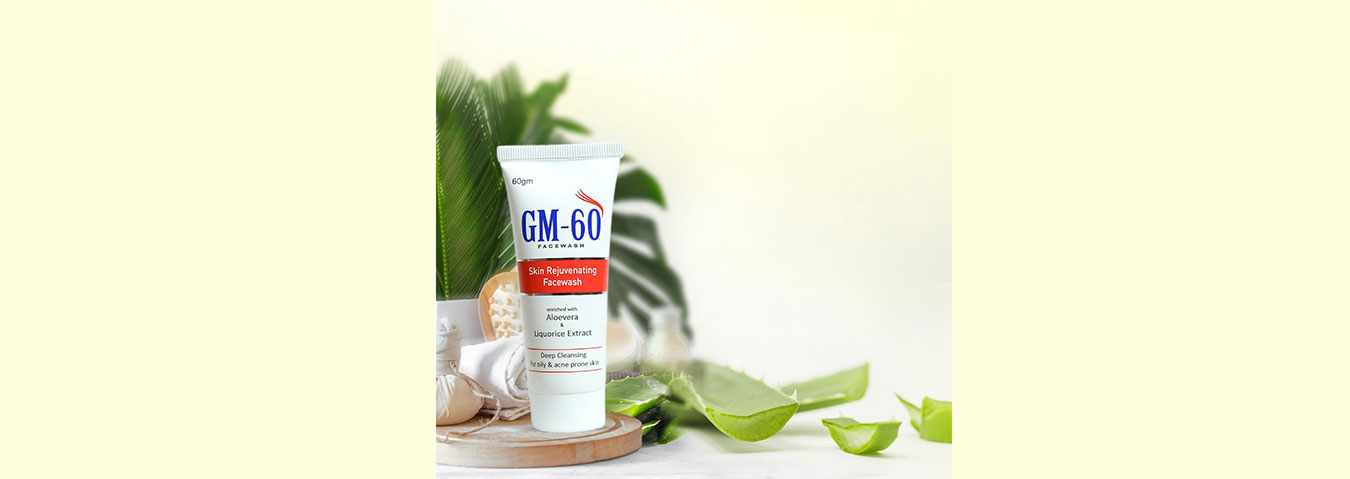 60gm
GM-60
FACEWASH
Skin Rejuvenating
Facewash
enriched with
Aloevera
&
Liquorice Extract
Deep Cleansing
for oily & acne prone skin